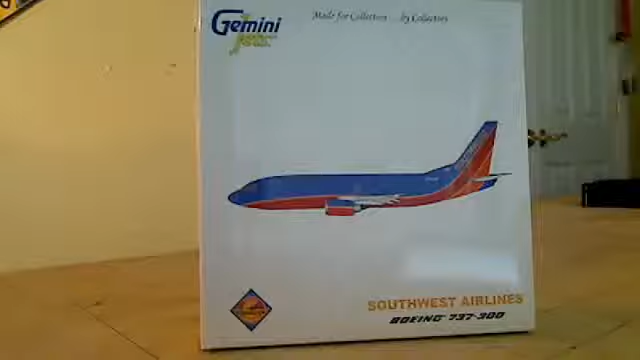 Gemini
Jets
Made for Collectors ... by Collectors
SOUTHWEST AIRLINES
BOEING 737-300